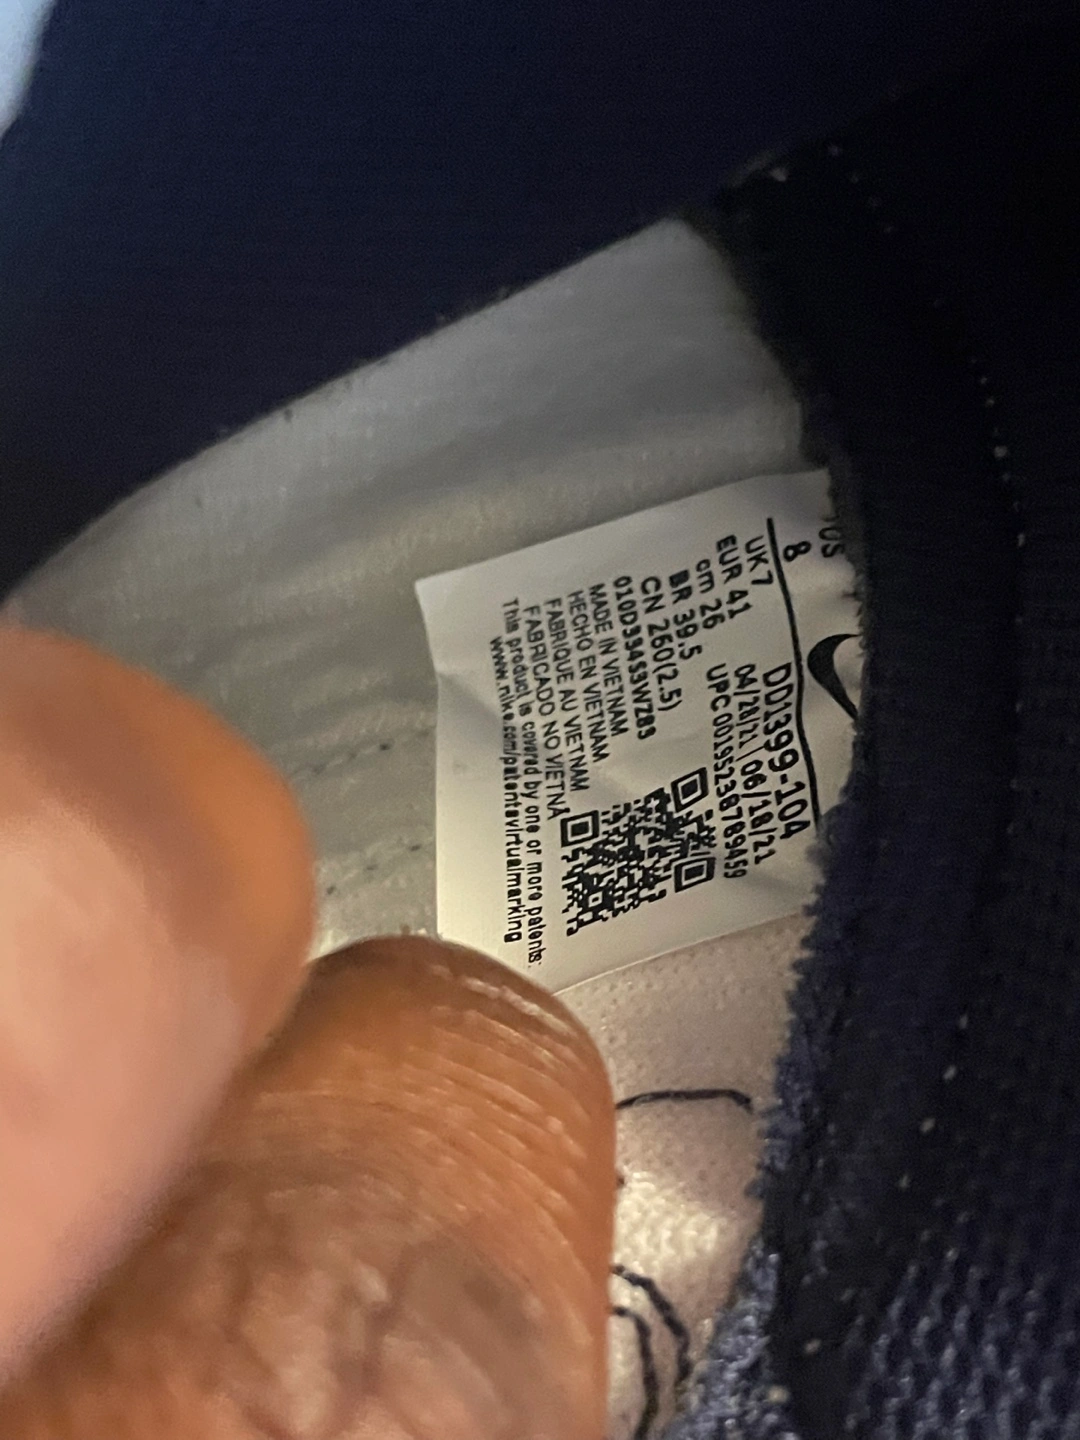 US
8
UK 7
EUR 41
cm 26
BR 39.5
CN 260(2.5)
DD1399-104
04/28/21 | 06/18/21
UPC 00195238789459
MADE IN VIETNAM
HECHO EN VIETNAM
FABRIQUE AU VIETNAM
FABRICADO NO VIETNÃ
This product is covered by one or more patents:
www.nike.com/patentsvirtualmarking